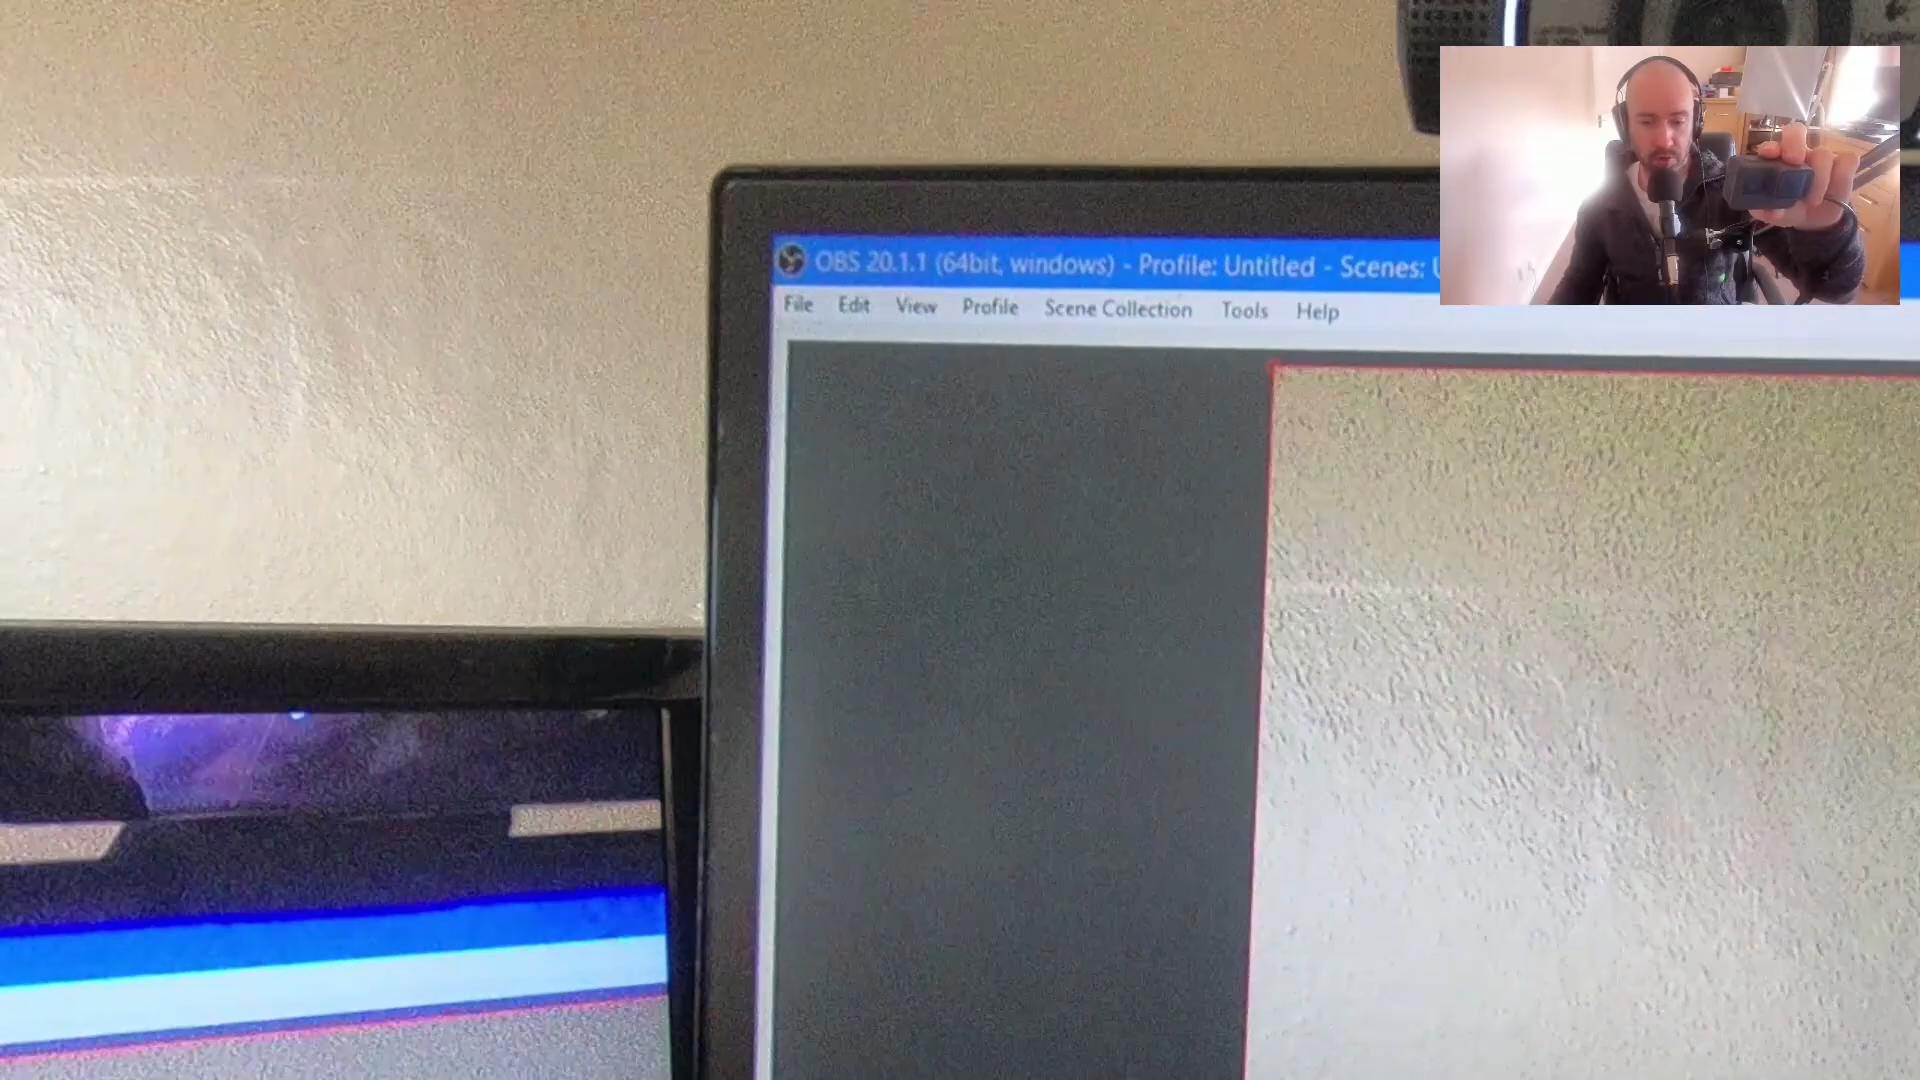 OBS 20.1.1 (64bit, windows) - Profile: Untitled - Scenes:
File Edit View Profile Scene Collection Tools Help